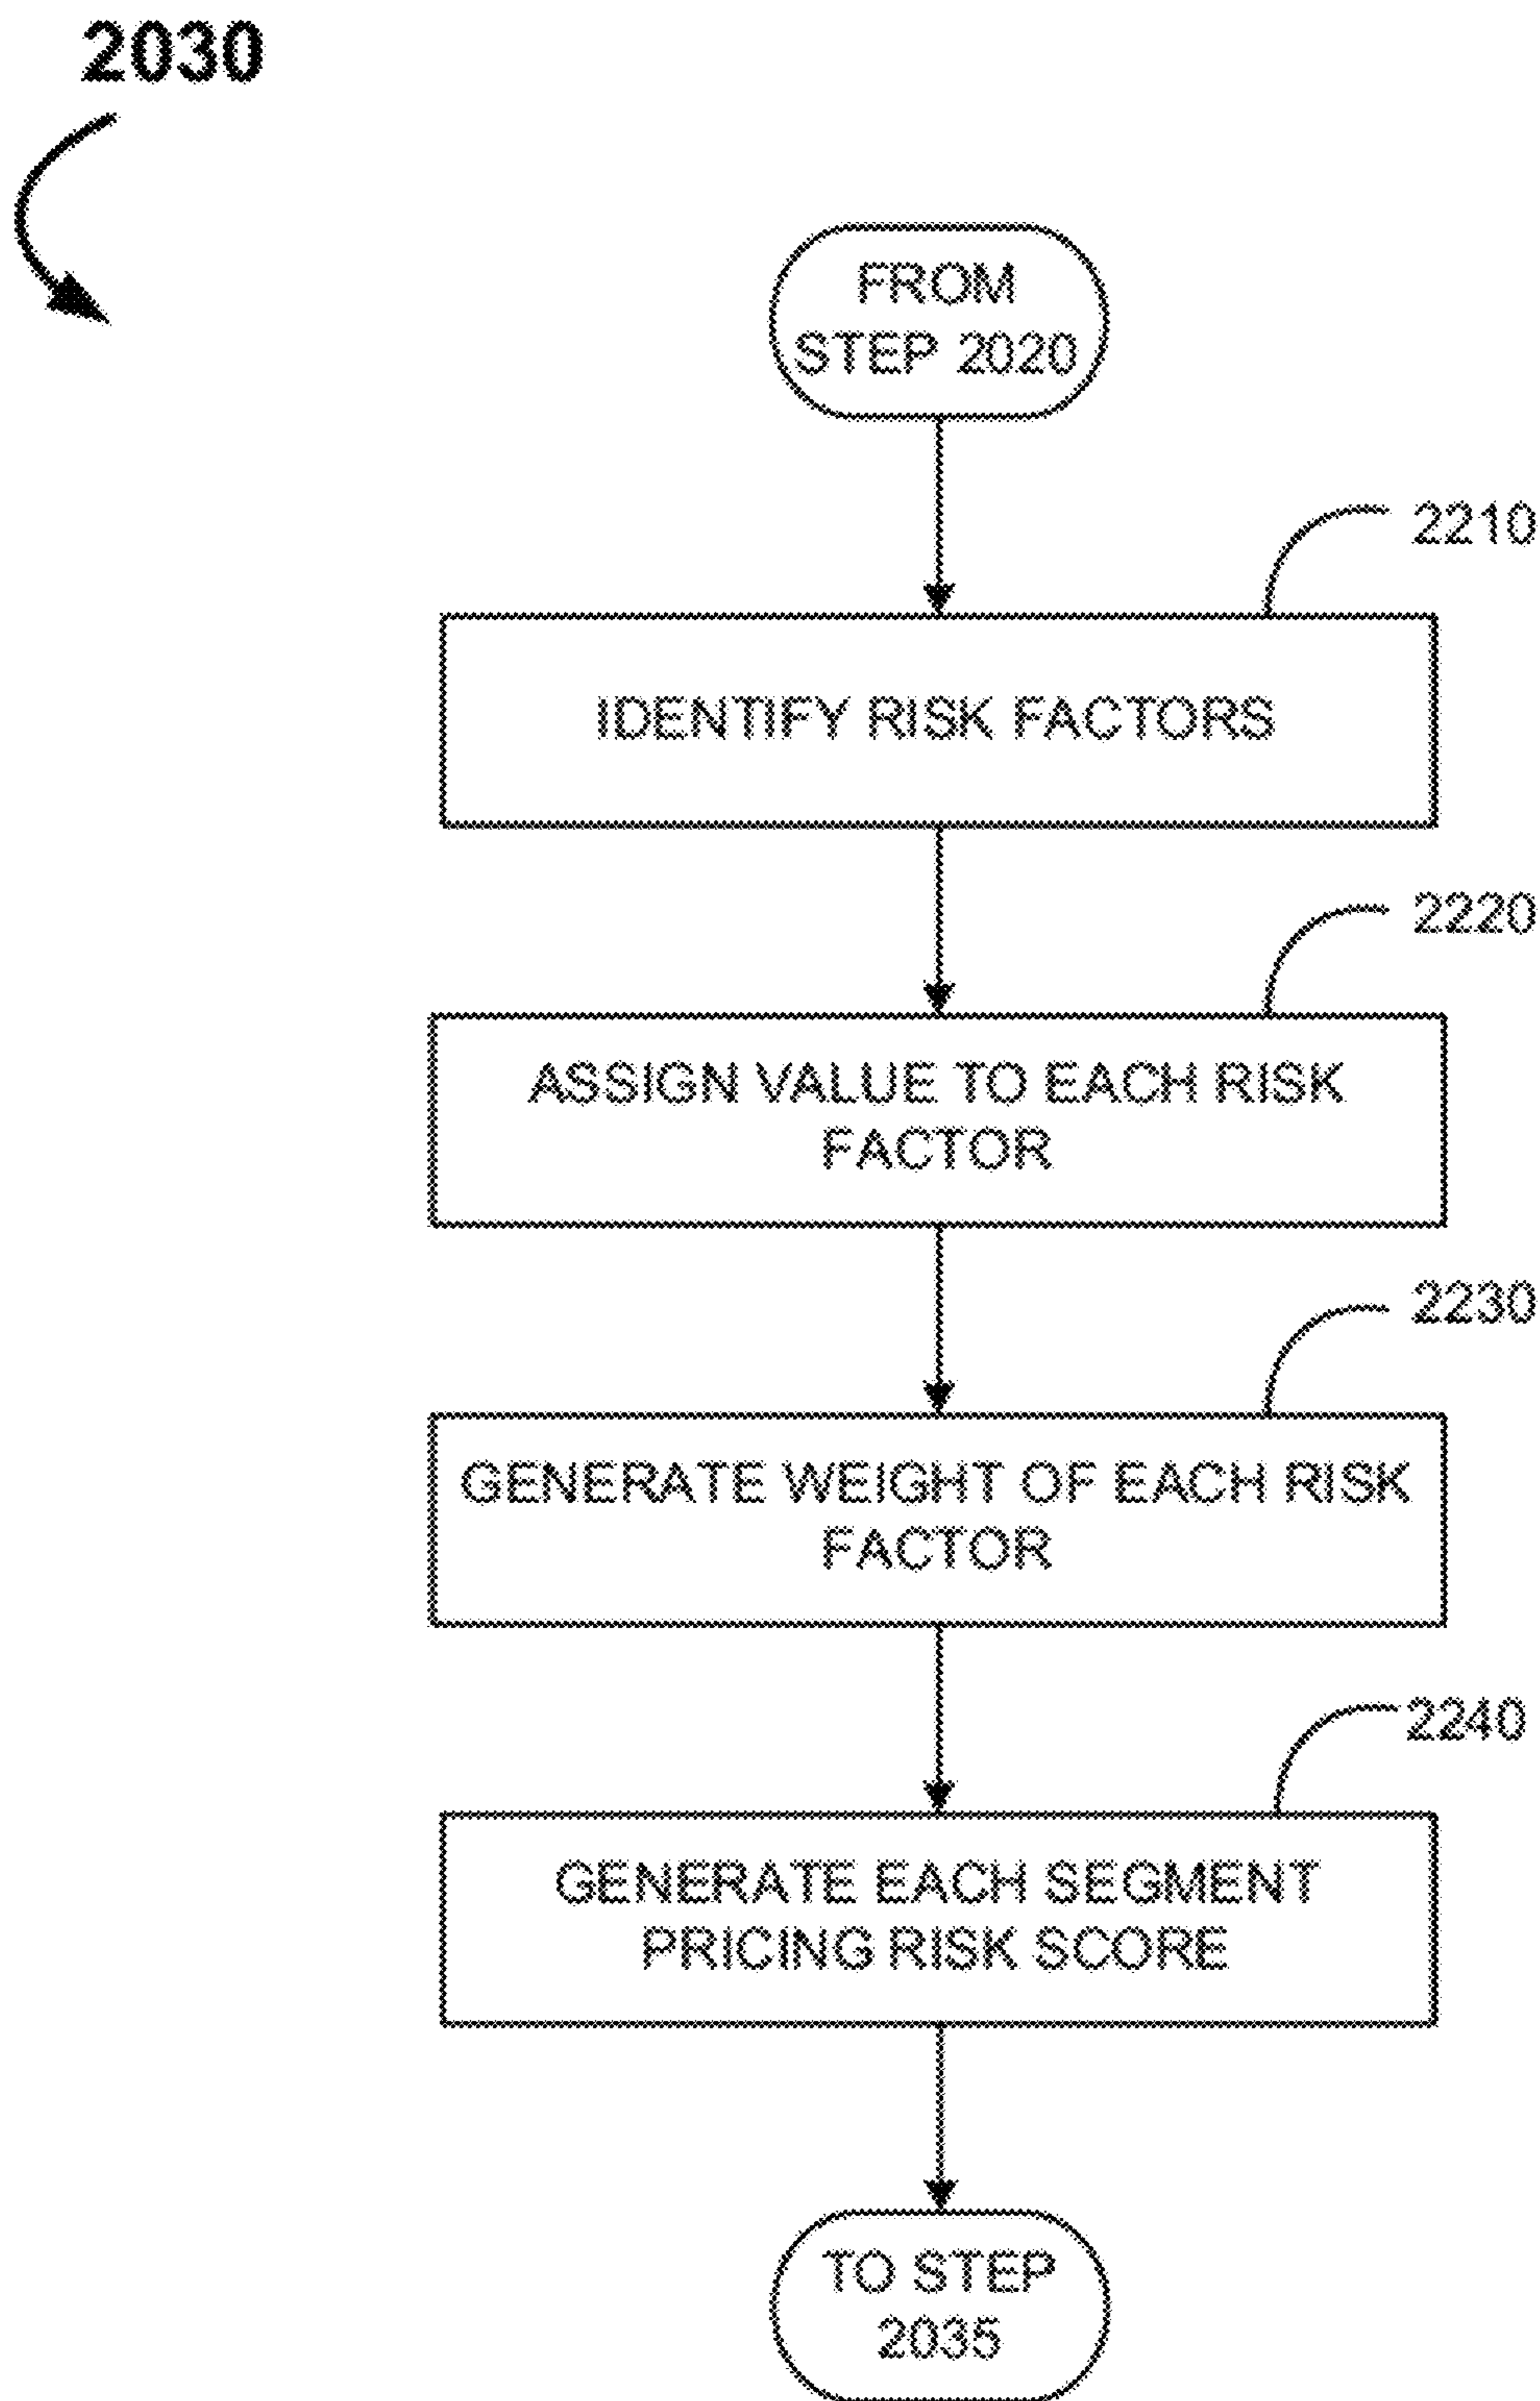 2030
FROM
STEP 2020
2210
IDENTIFY RISK FACTORS
2220
ASSIGN VALUE TO EACH RISK
FACTOR
2230
GENERATE WEIGHT OF EACH RISK
FACTOR
2240
GENERATE EACH SEGMENT
PRICING RISK SCORE
TO STEP
2035